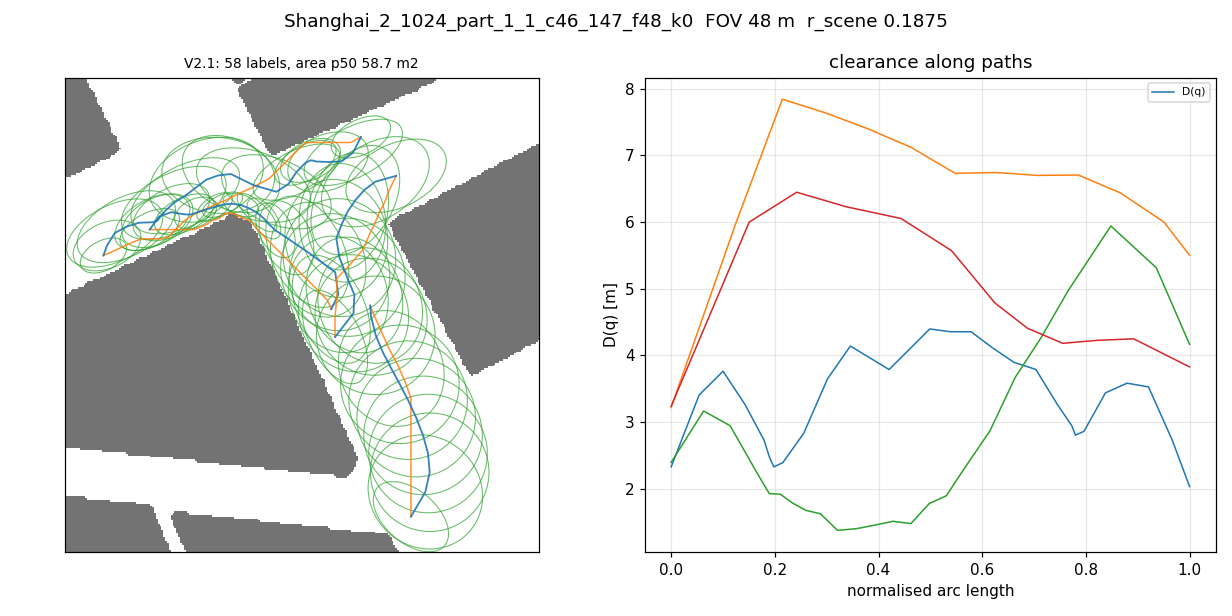 Shanghai_2_1024_part_1_1_c46_147_f48_k0  FOV 48 m  r_scene 0.1875
V2.1: 58 labels, area p50 58.7 m2
clearance along paths
D(q)
D(q) [m]
8
7
6
5
4
3
2
0.0 0.2 0.4 0.6 0.8 1.0
normalised arc length